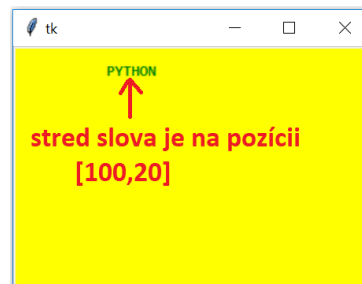 tk
PYTHON
stred slova je na pozícii
[100,20]